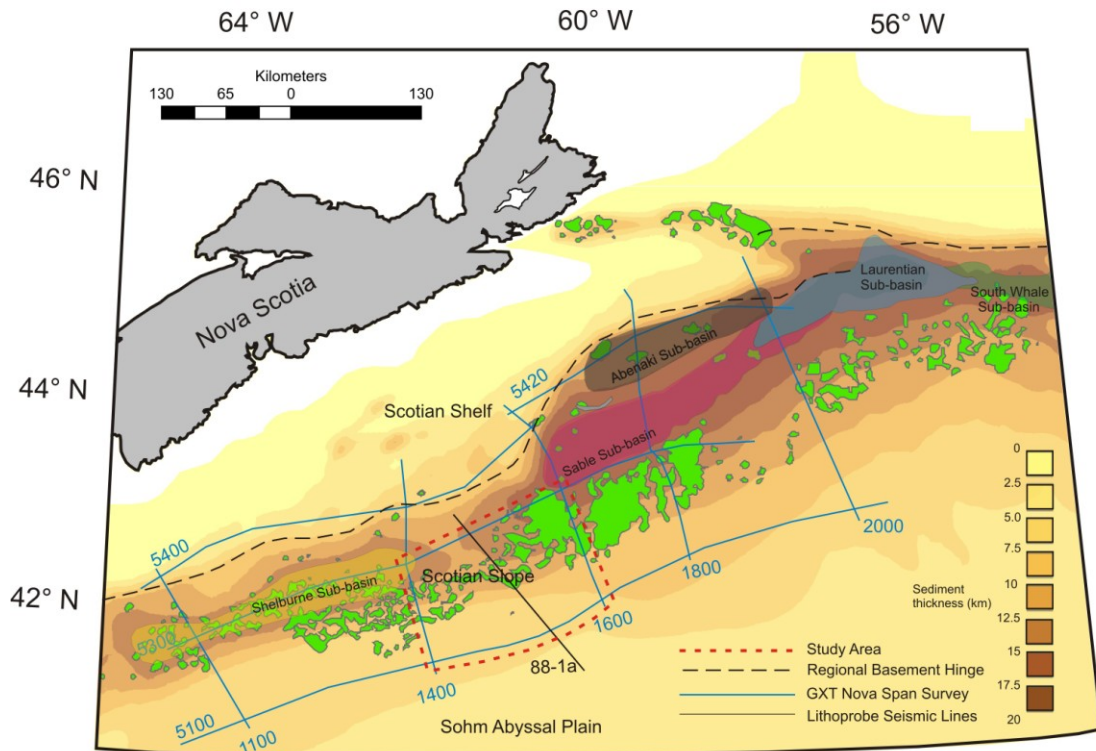 64° W
60° W
56° W
Kilometers
130
65
0
130
46° N
44° N
42° N
Nova Scotia
Laurentian
Sub-basin
South Whale
Sub-basin
Abenaki Sub-basin
5420
Scotian Shelf
Sable Sub-basin
5400
Shelburne Sub-basin
Scotian Slope
5300
2000
1800
1600
88-1a
1400
5100
1100
Sohm Abyssal Plain
0
2.5
5.0
7.5
10
12.5
15
17.5
20
Sediment
thickness (km)
Study Area
Regional Basement Hinge
GXT Nova Span Survey
Lithoprobe Seismic Lines